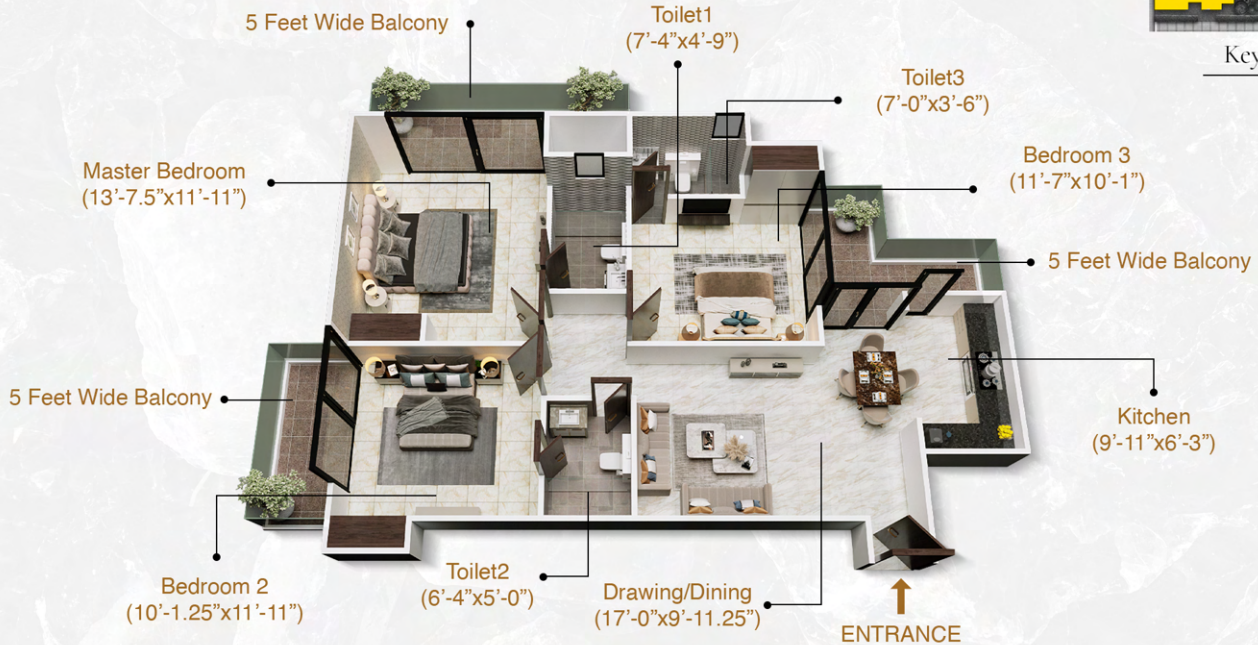 5 Feet Wide Balcony
Toilet1
(7’-4”x4’-9”)
Key
Toilet3
(7’-0”x3’-6”)
Master Bedroom
(13’-7.5”x11’-11”)
Bedroom 3
(11’-7”x10’-1”)
5 Feet Wide Balcony
5 Feet Wide Balcony
Kitchen
(9’-11”x6’-3”)
Bedroom 2
(10’-1.25”x11’-11”)
Toilet2
(6’-4”x5’-0”)
Drawing/Dining
(17’-0”x9’-11.25”)
ENTRANCE